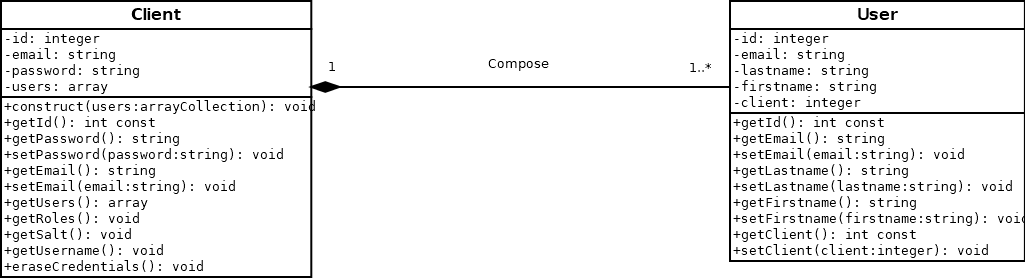 Client
-id: integer
-email: string
-password: string
-users: array
+construct(users:arrayCollection): void
+getId(): int const
+getPassword(): string
+setPassword(password:string): void
+getEmail(): string
+setEmail(email:string): void
+getUsers(): array
+getRoles(): void
+getSalt(): void
+getUsername(): void
+eraseCredentials(): void
1
Compose
1..*
User
-id: integer
-email: string
-lastname: string
-firstname: string
-client: integer
+getId(): int const
+getEmail(): string
+setEmail(email:string): void
+getLastname(): string
+setLastname(lastname:string): void
+getFirstname(): string
+setFirstname(firstname:string): void
+getClient(): int const
+setClient(client:integer): void